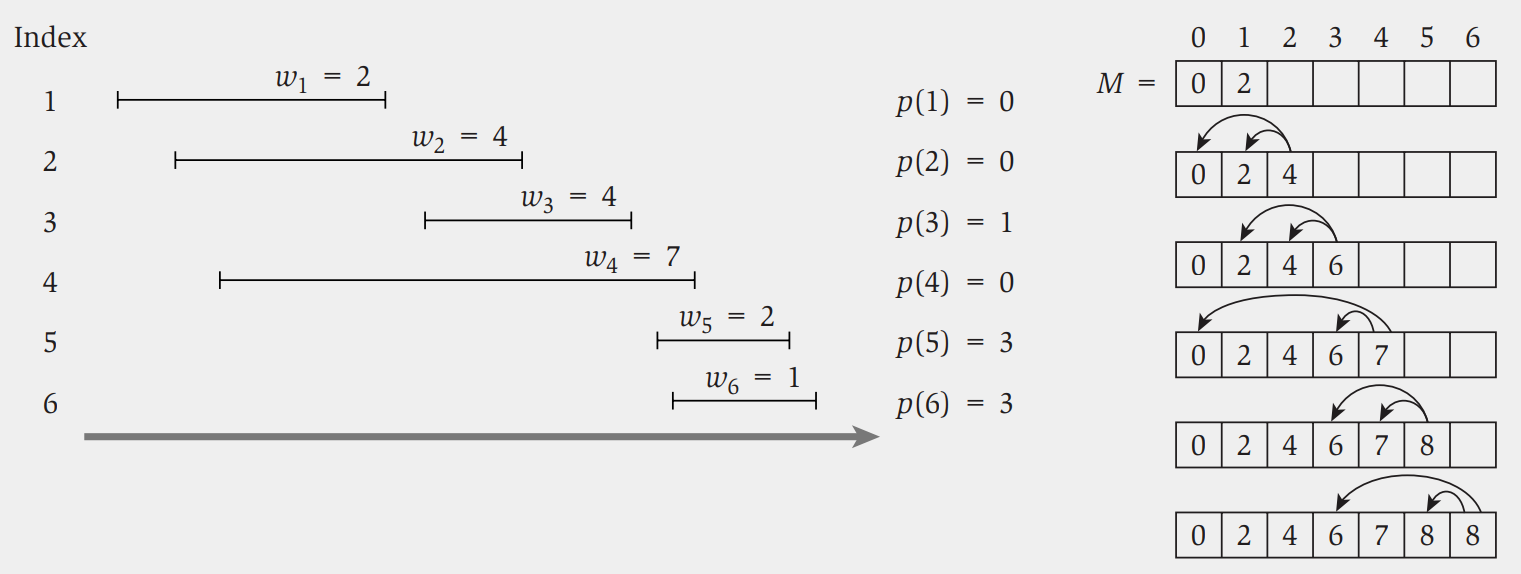 Index
0 1 2 3 4 5 6
w1 = 2
M = 0 2
1
p(1) = 0
w2 = 4
2
p(2) = 0
0 2 4
w3 = 4
3
p(3) = 1
w4 = 7
0 2 4 6
4
p(4) = 0
w5 = 2
5
p(5) = 3
0 2 4 6 7
w6 = 1
6
p(6) = 3
0 2 4 6 7 8
0 2 4 6 7 8 8